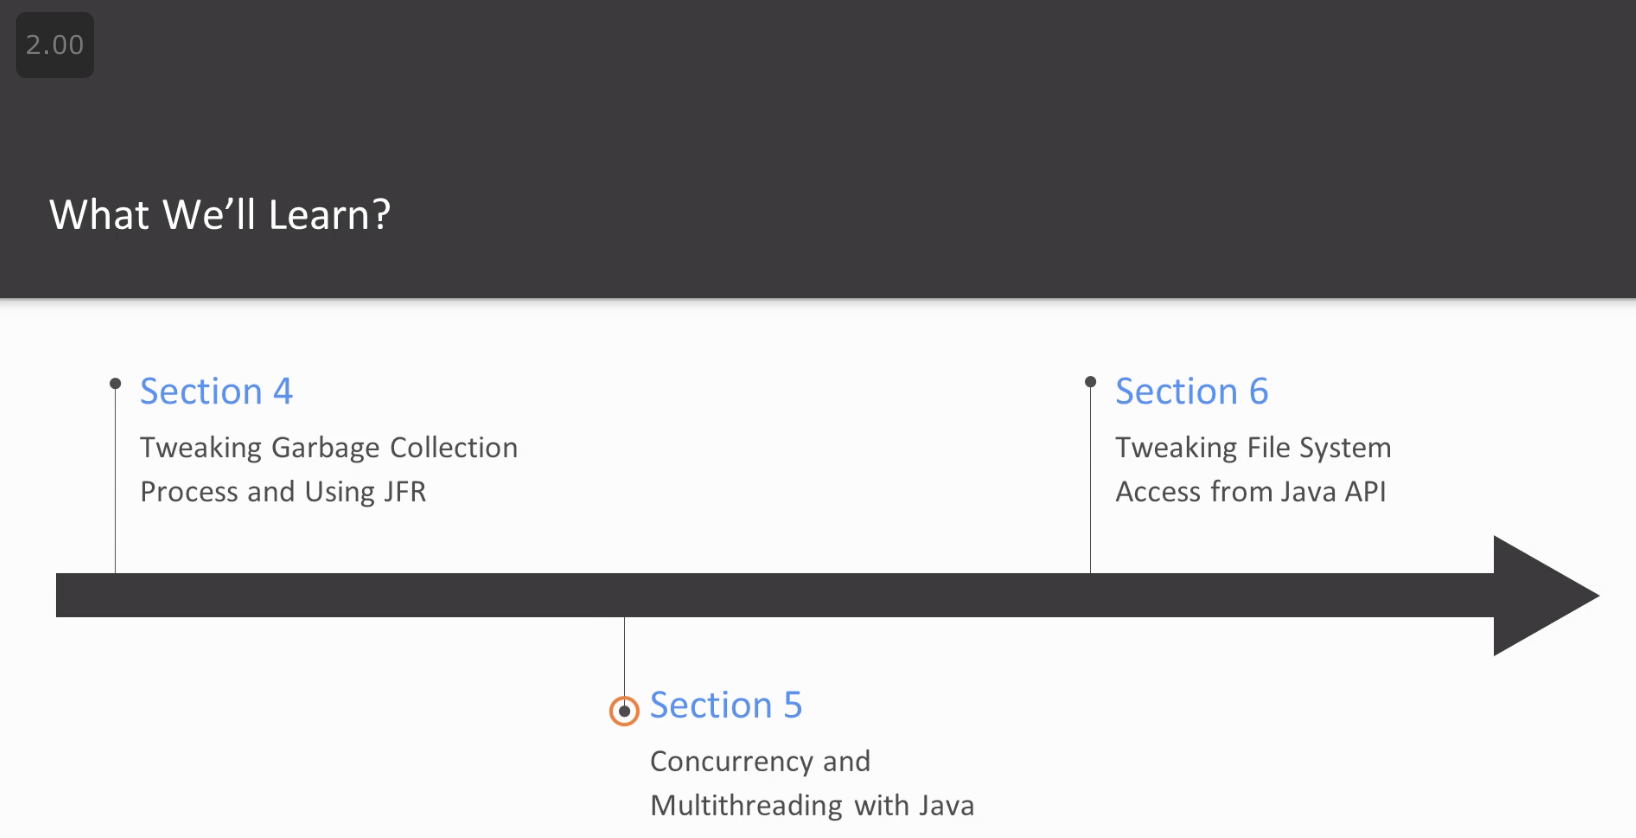 2.00
What We’ll Learn?
Section 4
Tweaking Garbage Collection
Process and Using JFR
Section 5
Concurrency and
Multithreading with Java
Section 6
Tweaking File System
Access from Java API